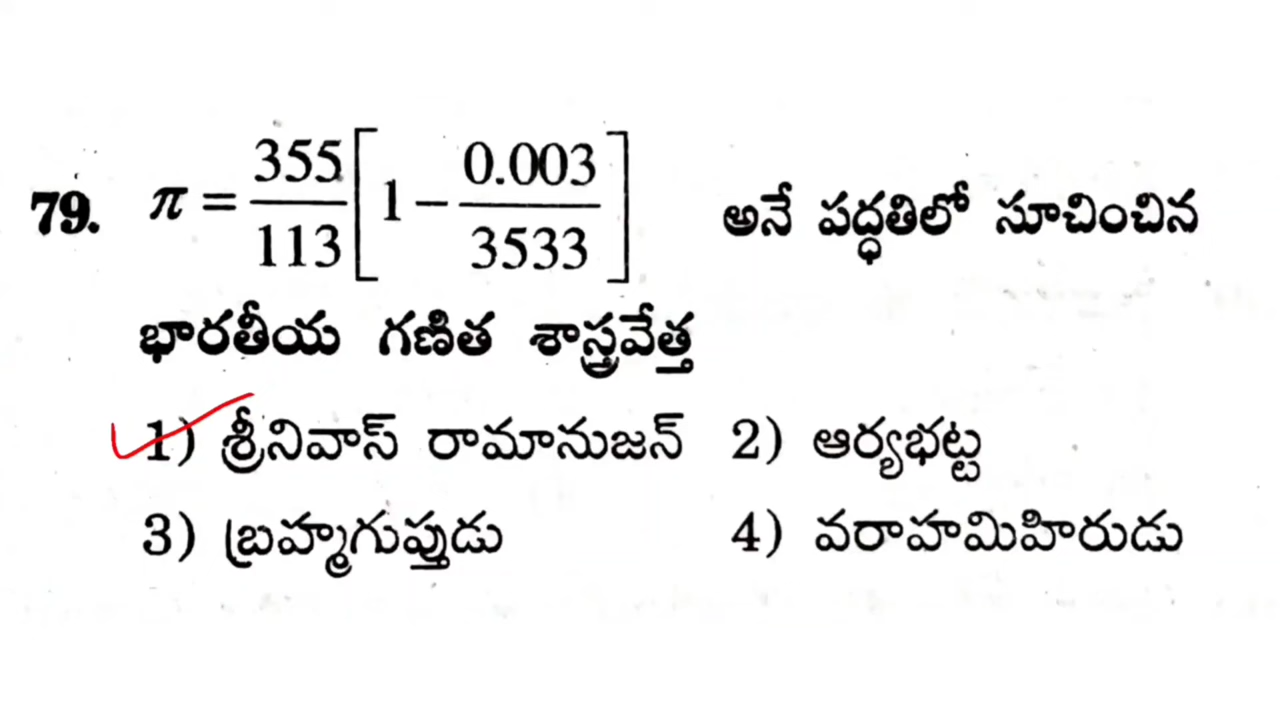 79. π = 355/113 [1 − 0.003/3533] అనే పద్ధతిలో సూచించిన
భారతీయ గణిత శాస్త్రవేత్త
1) శ్రీనివాస్ రామానుజన్ 2) ఆర్యభట్ట
3) బ్రహ్మగుప్తుడు 4) వరాహమిహిరుడు